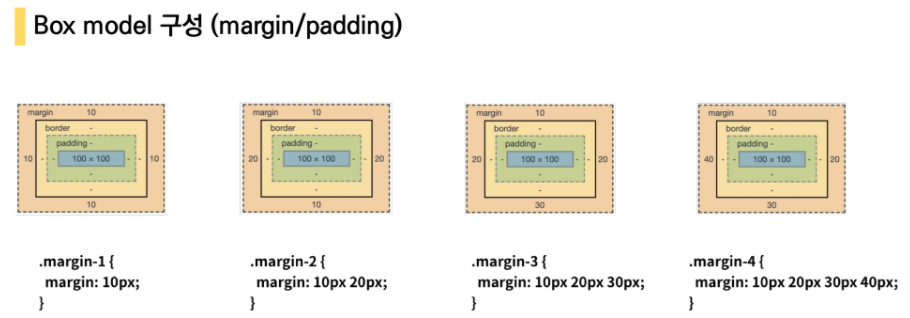 Box model 구성 (margin/padding)
margin 10
border -
padding -
10 - - 100 × 100 - - 10
-
-
10
margin 10
border -
padding -
20 - - 100 × 100 - - 20
-
-
10
margin 10
border -
padding -
20 - - 100 × 100 - - 20
-
-
30
margin 10
border -
padding -
40 - - 100 × 100 - - 20
-
-
30
.margin-1 {
margin: 10px;
}
.margin-2 {
margin: 10px 20px;
}
.margin-3 {
margin: 10px 20px 30px;
}
.margin-4 {
margin: 10px 20px 30px 40px;
}